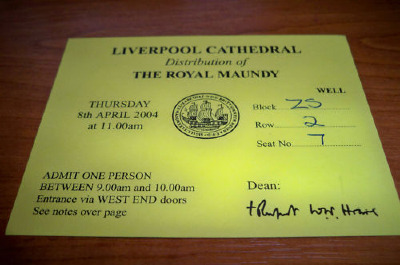 LIVERPOOL CATHEDRAL
Distribution of
THE ROYAL MAUNDY
WELL
THURSDAY
8th APRIL 2004
at 11.00am
Block ZS
Row 2
Seat No. 7
ADMIT ONE PERSON
BETWEEN 9.00am and 10.00am
Entrance via WEST END doors
See notes over page
Dean: